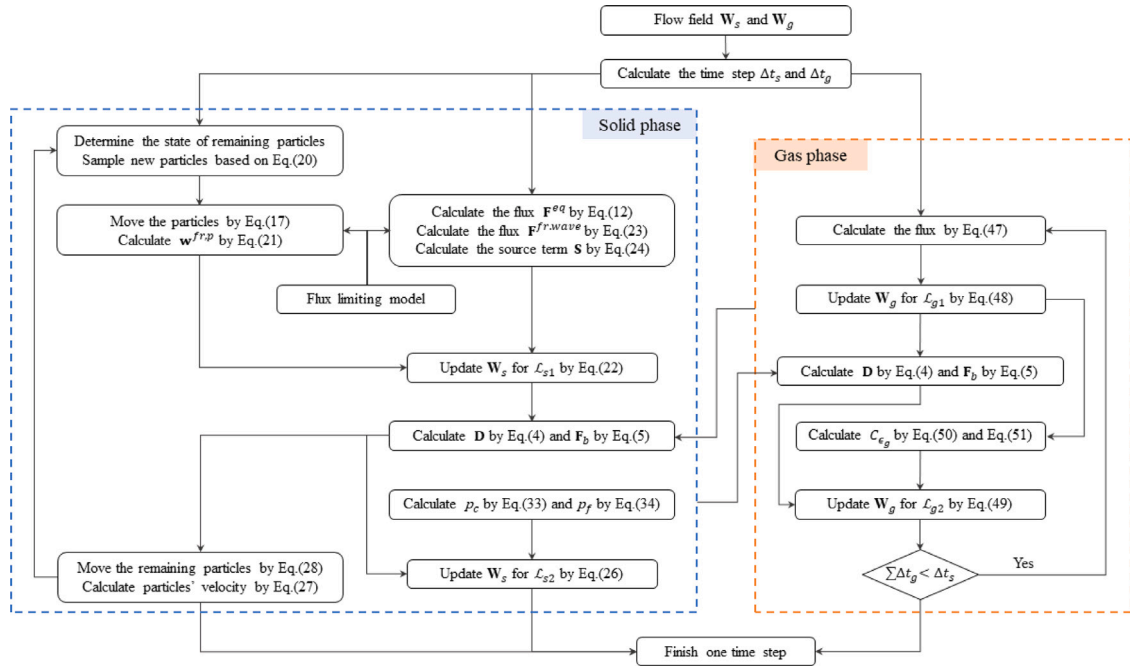 Flow field W_s and W_g
Calculate the time step Δt_s and Δt_g
Solid phase
Determine the state of remaining particles
Sample new particles based on Eq.(20)
Move the particles by Eq.(17)
Calculate w^{fr,p} by Eq.(21)
Calculate the flux F^{eq} by Eq.(12)
Calculate the flux F^{fr,wave} by Eq.(23)
Calculate the source term S by Eq.(24)
Flux limiting model
Update W_s for ℒ_{s1} by Eq.(22)
Calculate D by Eq.(4) and F_b by Eq.(5)
Calculate p_c by Eq.(33) and p_f by Eq.(34)
Move the remaining particles by Eq.(28)
Calculate particles' velocity by Eq.(27)
Update W_s for ℒ_{s2} by Eq.(26)
Gas phase
Calculate the flux by Eq.(47)
Update W_g for ℒ_{g1} by Eq.(48)
Calculate D by Eq.(4) and F_b by Eq.(5)
Calculate C_{ϵ_g} by Eq.(50) and Eq.(51)
Update W_g for ℒ_{g2} by Eq.(49)
∑Δt_g < Δt_s
Yes
Finish one time step